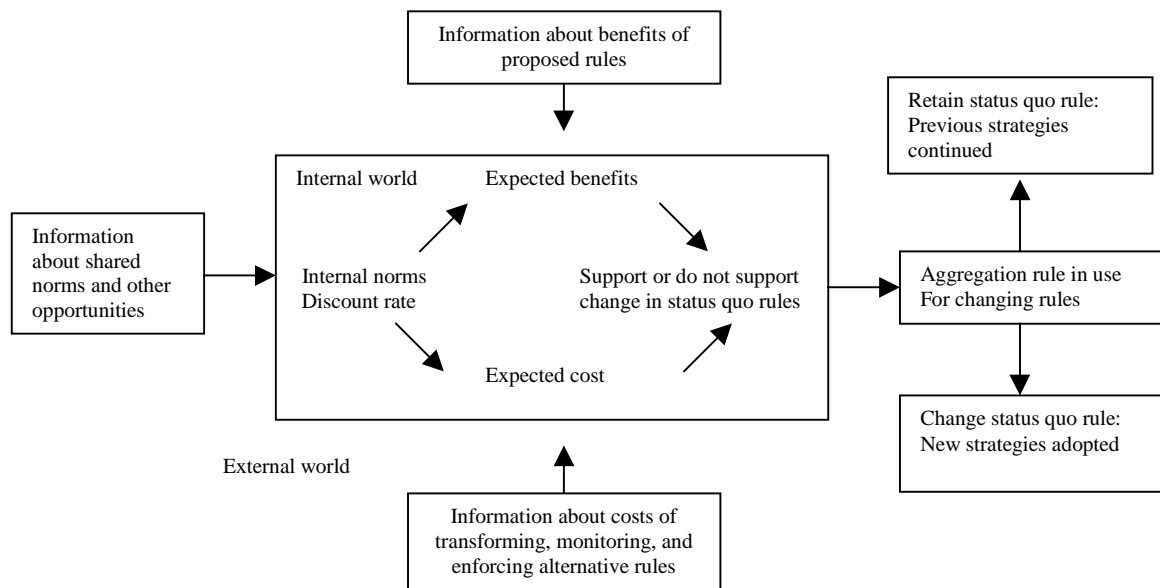 Information about benefits of
proposed rules
Retain status quo rule:
Previous strategies
continued
Internal world
Expected benefits
Information
about shared
norms and other
opportunities
Internal norms
Discount rate
Support or do not support
change in status quo rules
Aggregation rule in use
For changing rules
Expected cost
Change status quo rule:
New strategies adopted
External world
Information about costs of
transforming, monitoring, and
enforcing alternative rules